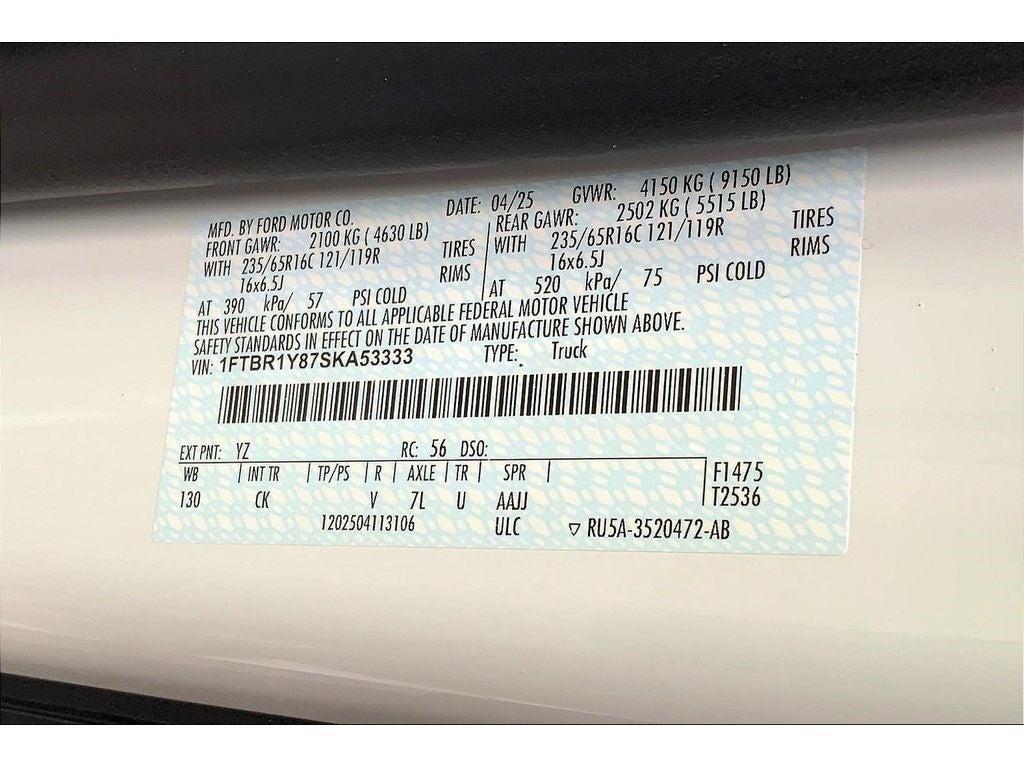 MFD. BY FORD MOTOR CO. DATE: 04/25 GVWR: 4150 KG ( 9150 LB)
FRONT GAWR: 2100 KG ( 4630 LB) REAR GAWR: 2502 KG ( 5515 LB)
WITH 235/65R16C 121/119R TIRES WITH 235/65R16C 121/119R TIRES
16x6.5J RIMS 16x6.5J RIMS
AT 390 kPa/ 57 PSI COLD AT 520 kPa/ 75 PSI COLD
THIS VEHICLE CONFORMS TO ALL APPLICABLE FEDERAL MOTOR VEHICLE
SAFETY STANDARDS IN EFFECT ON THE DATE OF MANUFACTURE SHOWN ABOVE.
VIN: 1FTBR1Y87SKA53333 TYPE: Truck
EXT PNT: YZ RC: 56 DSO:
WB INT TR TP/PS R AXLE TR SPR F1475
130 CK V 7L U AAJJ T2536
1202504113106 ULC ▽ RU5A-3520472-AB